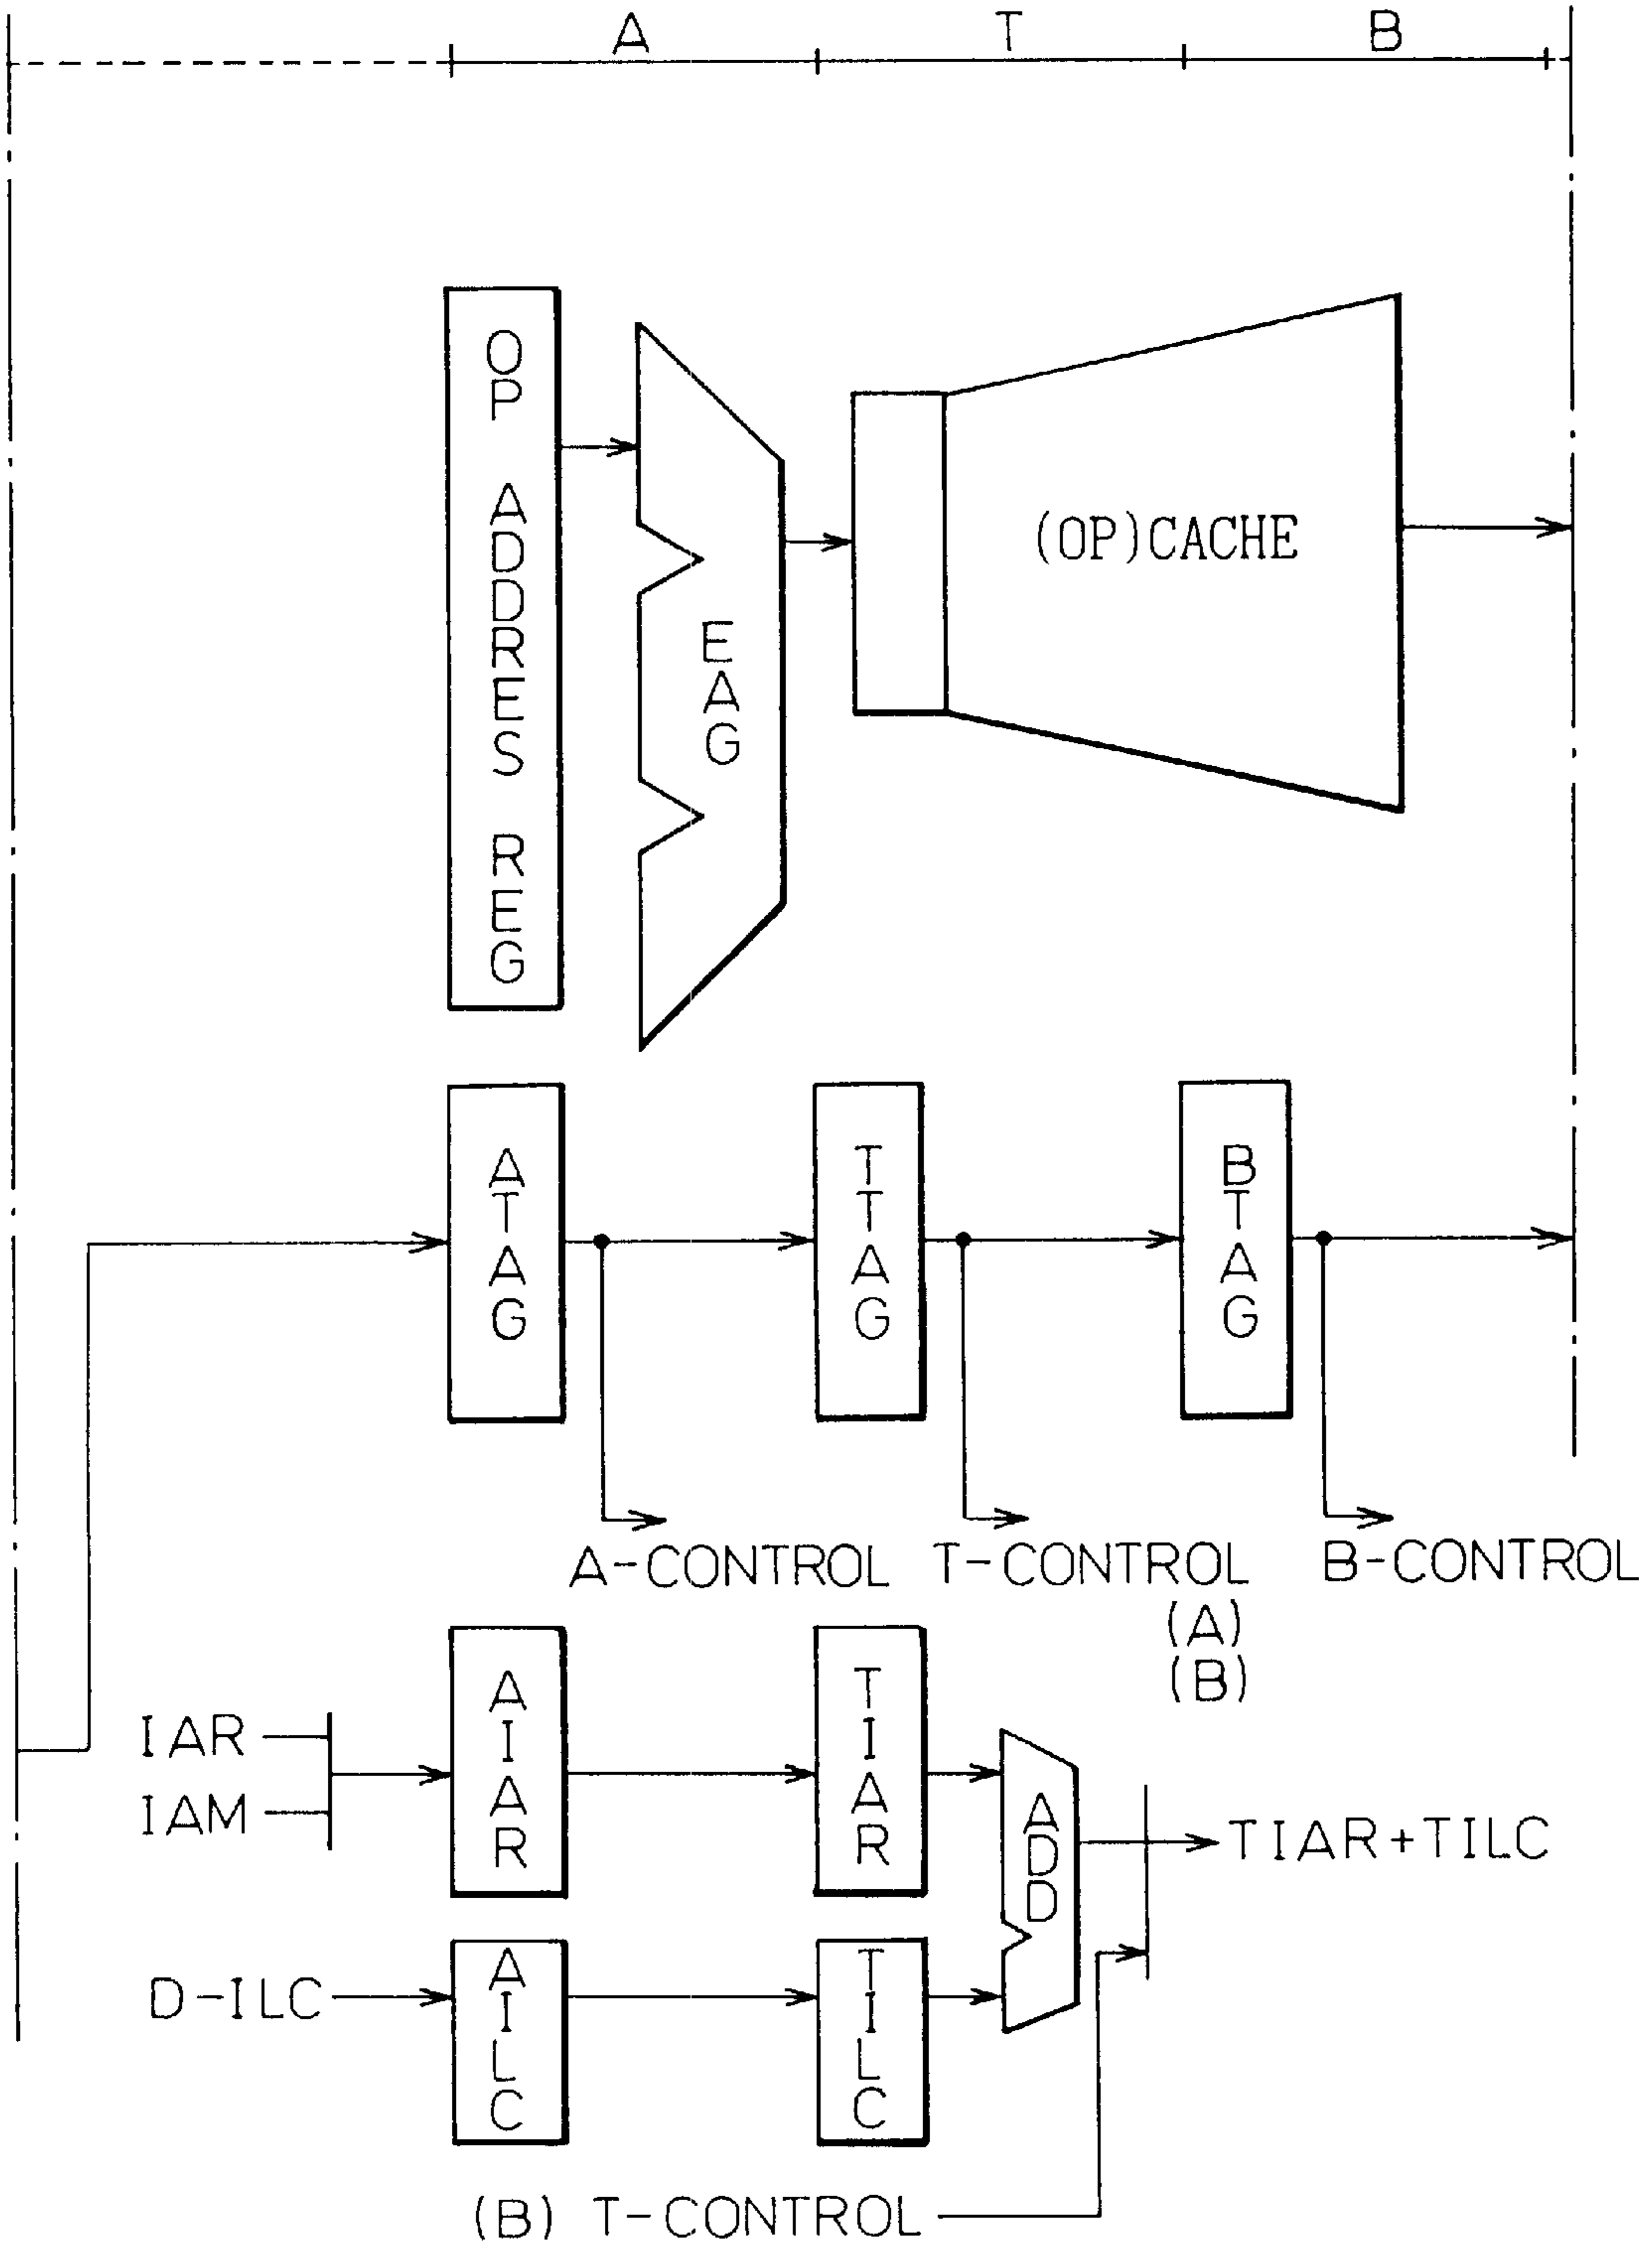 A T B
OP ADDRES REG
EAG
(OP)CACHE
ATAG
TTAG
BTAG
A-CONTROL
T-CONTROL
(A)
(B)
B-CONTROL
IAR
IAM
AIAR
TIAR
ADD
TIAR+TILC
D-ILC
AILC
TILC
(B) T-CONTROL